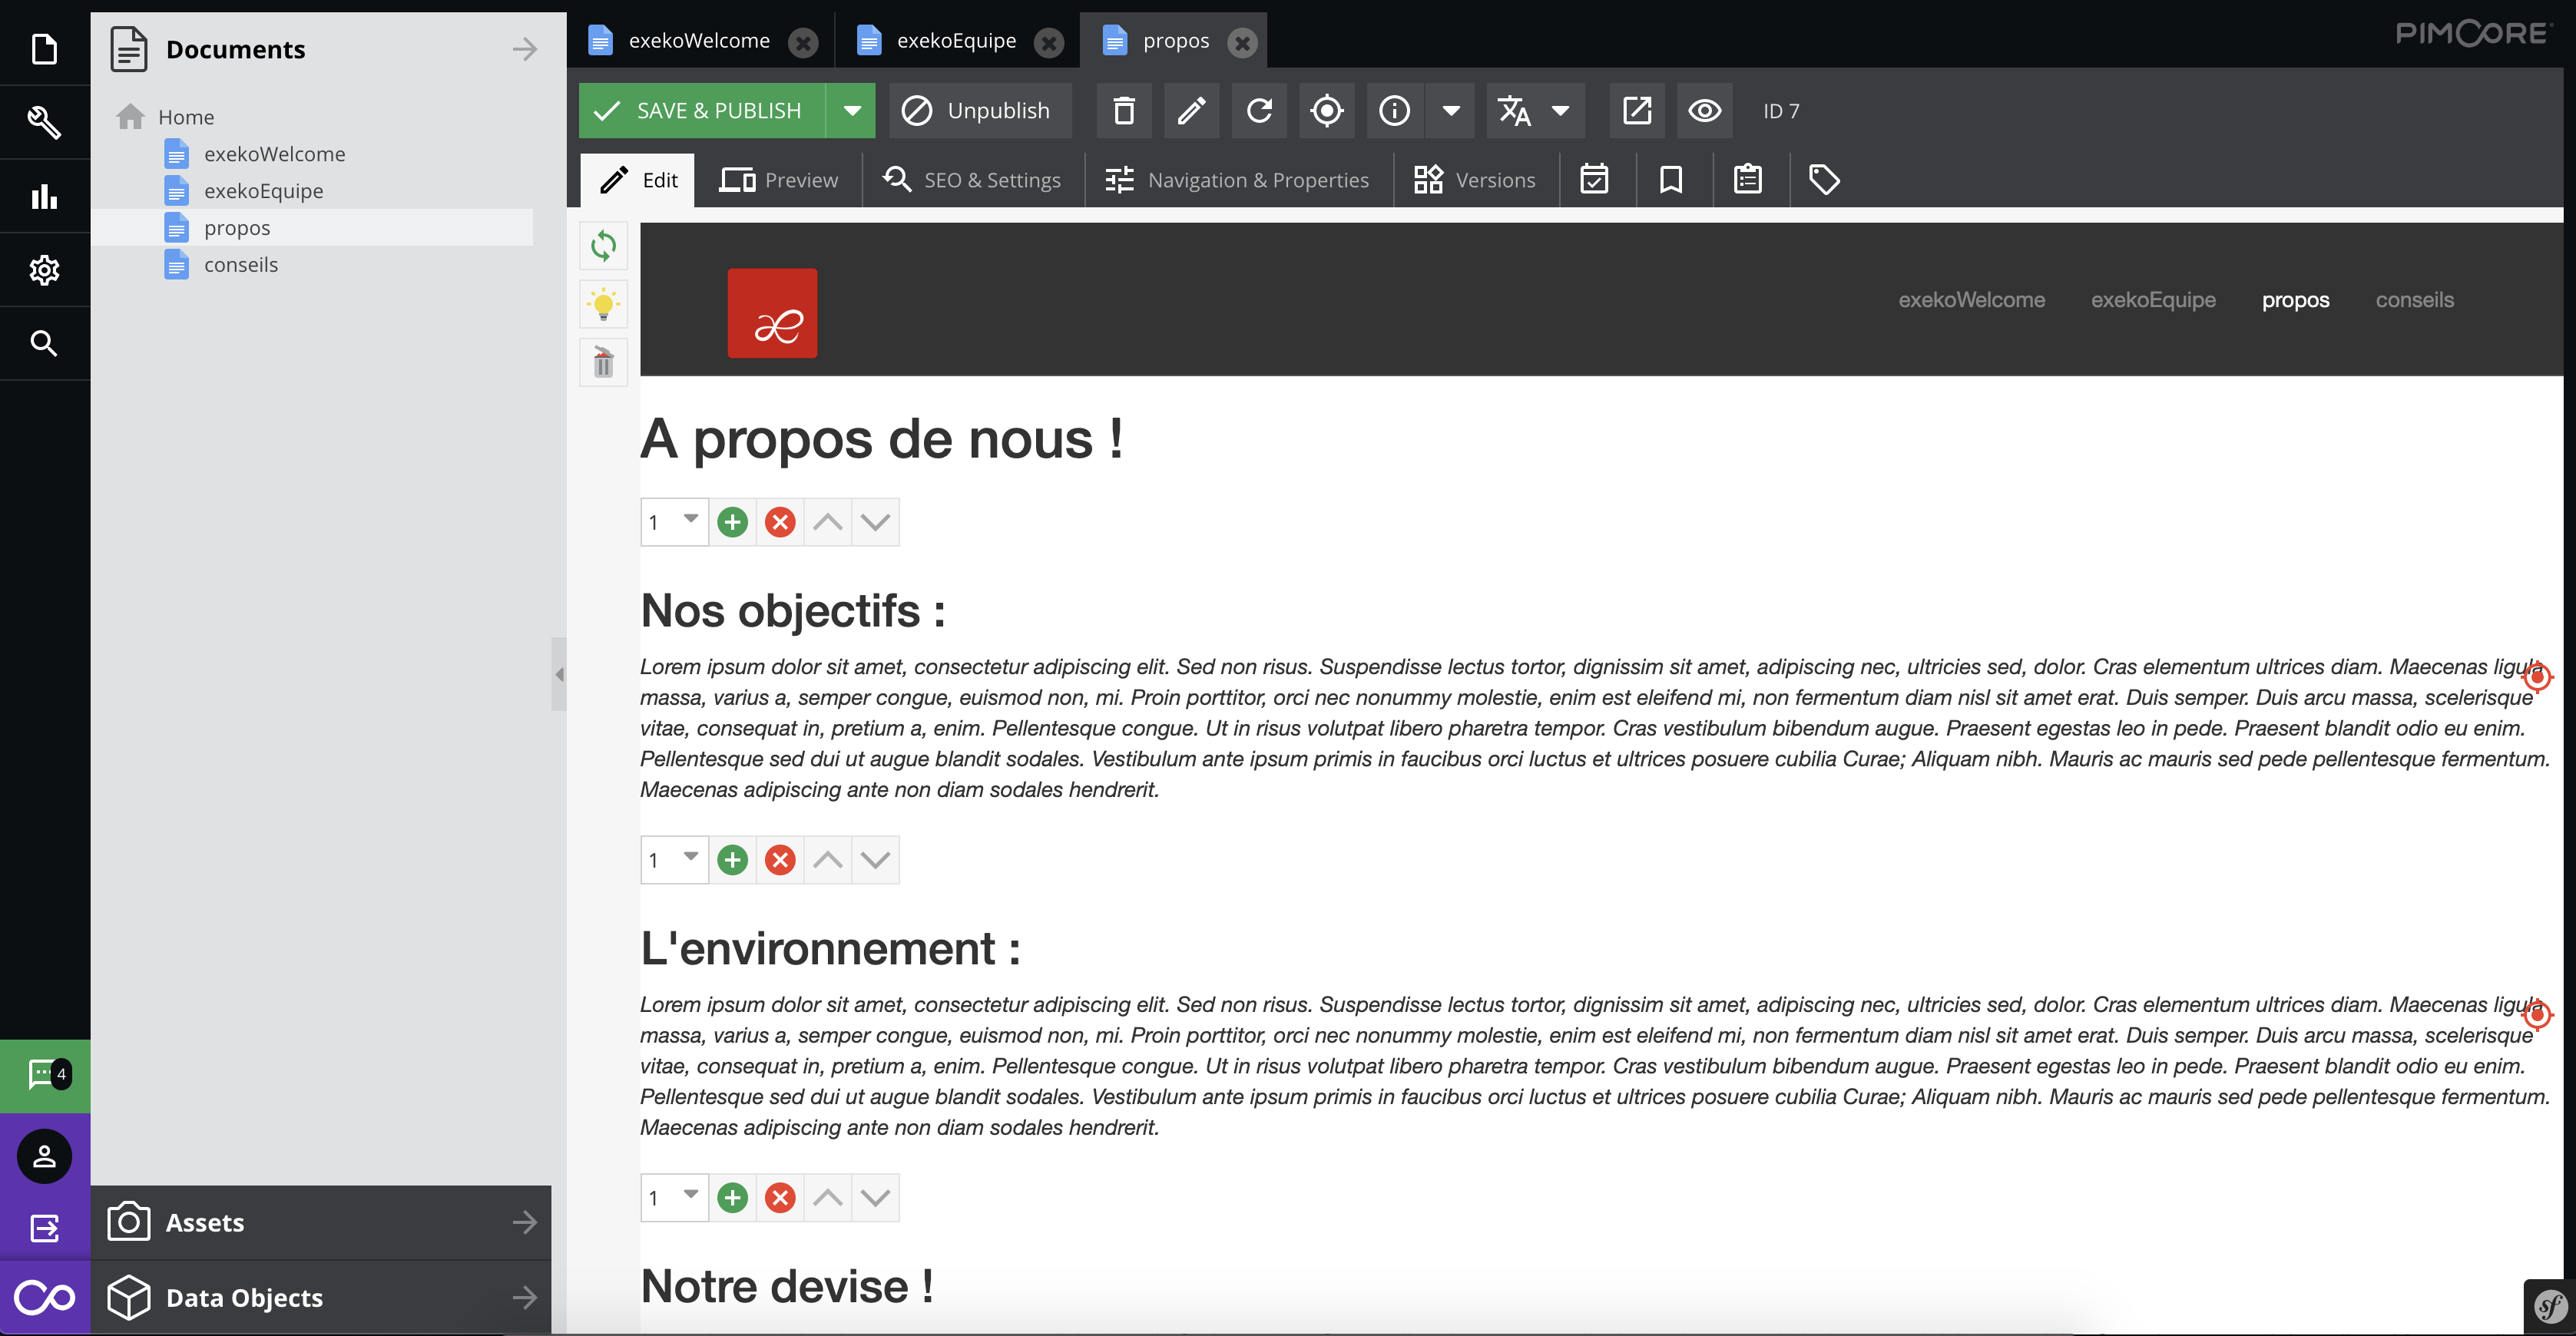 Documents
Home
exekoWelcome
exekoEquipe
propos
conseils
4
Assets
Data Objects
exekoWelcome
exekoEquipe
propos
PIMCORE
SAVE & PUBLISH
Unpublish
ID 7
Edit
Preview
SEO & Settings
Navigation & Properties
Versions
exekoWelcome
exekoEquipe
propos
conseils
A propos de nous !
1
Nos objectifs :
Lorem ipsum dolor sit amet, consectetur adipiscing elit. Sed non risus. Suspendisse lectus tortor, dignissim sit amet, adipiscing nec, ultricies sed, dolor. Cras elementum ultrices diam. Maecenas ligula
massa, varius a, semper congue, euismod non, mi. Proin porttitor, orci nec nonummy molestie, enim est eleifend mi, non fermentum diam nisl sit amet erat. Duis semper. Duis arcu massa, scelerisque
vitae, consequat in, pretium a, enim. Pellentesque congue. Ut in risus volutpat libero pharetra tempor. Cras vestibulum bibendum augue. Praesent egestas leo in pede. Praesent blandit odio eu enim.
Pellentesque sed dui ut augue blandit sodales. Vestibulum ante ipsum primis in faucibus orci luctus et ultrices posuere cubilia Curae; Aliquam nibh. Mauris ac mauris sed pede pellentesque fermentum.
Maecenas adipiscing ante non diam sodales hendrerit.
1
L'environnement :
Lorem ipsum dolor sit amet, consectetur adipiscing elit. Sed non risus. Suspendisse lectus tortor, dignissim sit amet, adipiscing nec, ultricies sed, dolor. Cras elementum ultrices diam. Maecenas ligula
massa, varius a, semper congue, euismod non, mi. Proin porttitor, orci nec nonummy molestie, enim est eleifend mi, non fermentum diam nisl sit amet erat. Duis semper. Duis arcu massa, scelerisque
vitae, consequat in, pretium a, enim. Pellentesque congue. Ut in risus volutpat libero pharetra tempor. Cras vestibulum bibendum augue. Praesent egestas leo in pede. Praesent blandit odio eu enim.
Pellentesque sed dui ut augue blandit sodales. Vestibulum ante ipsum primis in faucibus orci luctus et ultrices posuere cubilia Curae; Aliquam nibh. Mauris ac mauris sed pede pellentesque fermentum.
Maecenas adipiscing ante non diam sodales hendrerit.
1
Notre devise !
sf